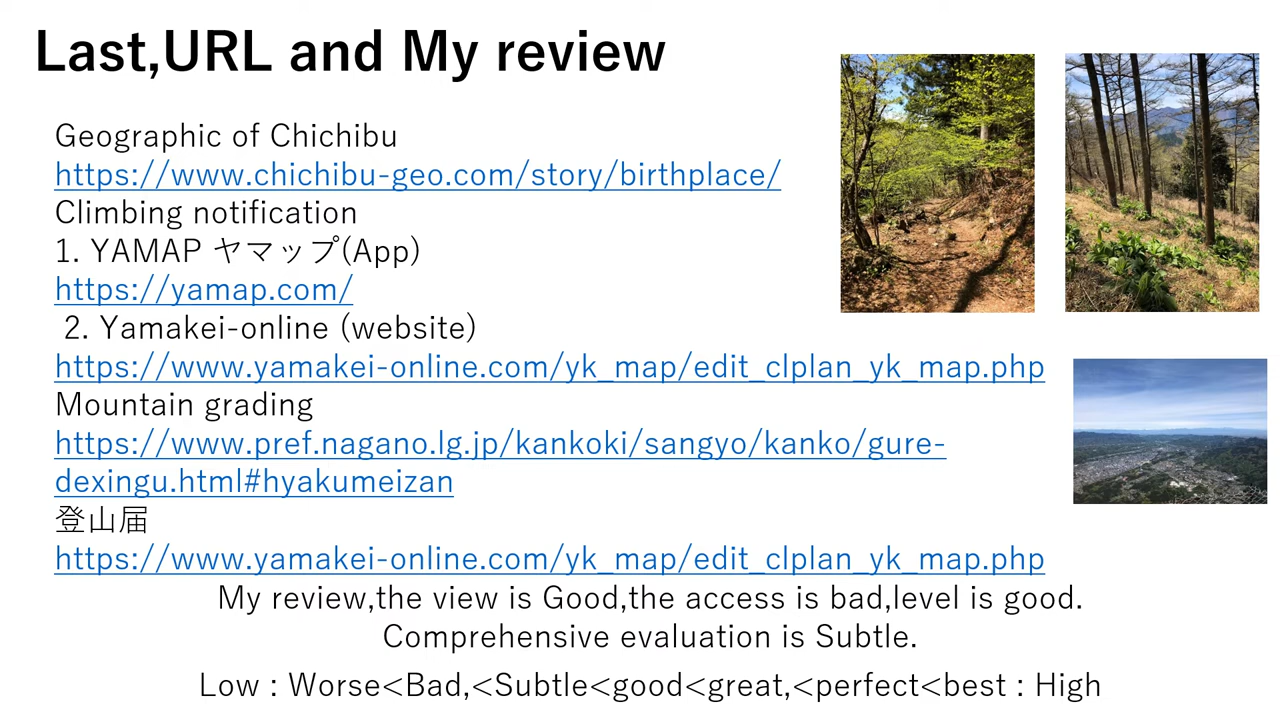 Last,URL and My review
Geographic of Chichibu
https://www.chichibu-geo.com/story/birthplace/
Climbing notification
1. YAMAP ヤマップ(App)
https://yamap.com/
2. Yamakei-online (website)
https://www.yamakei-online.com/yk_map/edit_clplan_yk_map.php
Mountain grading
https://www.pref.nagano.lg.jp/kankoki/sangyo/kanko/gure-
dexingu.html#hyakumeizan
登山届
https://www.yamakei-online.com/yk_map/edit_clplan_yk_map.php
My review,the view is Good,the access is bad,level is good.
Comprehensive evaluation is Subtle.
Low : Worse<Bad,<Subtle<good<great,<perfect<best : High